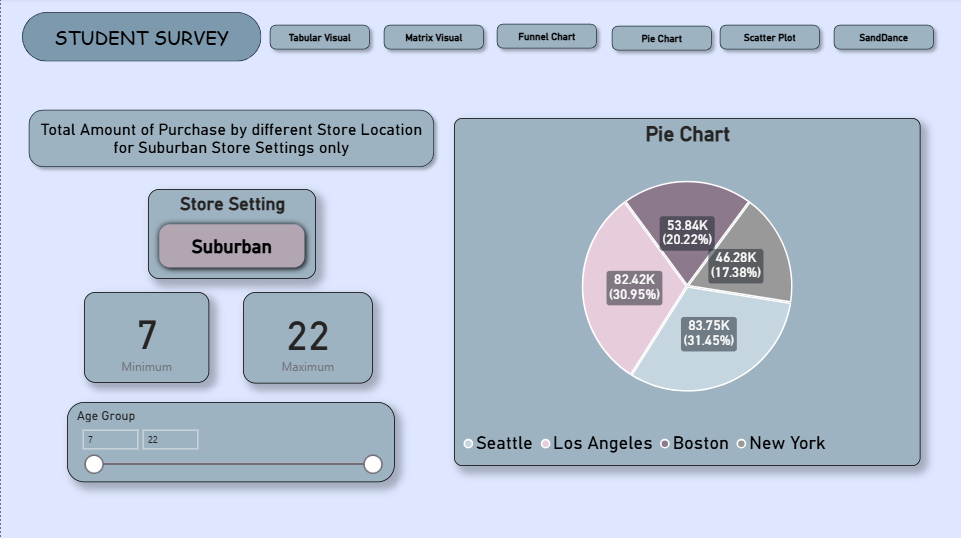 STUDENT SURVEY
Tabular Visual
Matrix Visual
Funnel Chart
Pie Chart
Scatter Plot
SandDance
Total Amount of Purchase by different Store Location
for Suburban Store Settings only
Store Setting
Suburban
7
Minimum
22
Maximum
Age Group
7
22
Pie Chart
53.84K
(20.22%)
46.28K
(17.38%)
82.42K
(30.95%)
83.75K
(31.45%)
Seattle
Los Angeles
Boston
New York